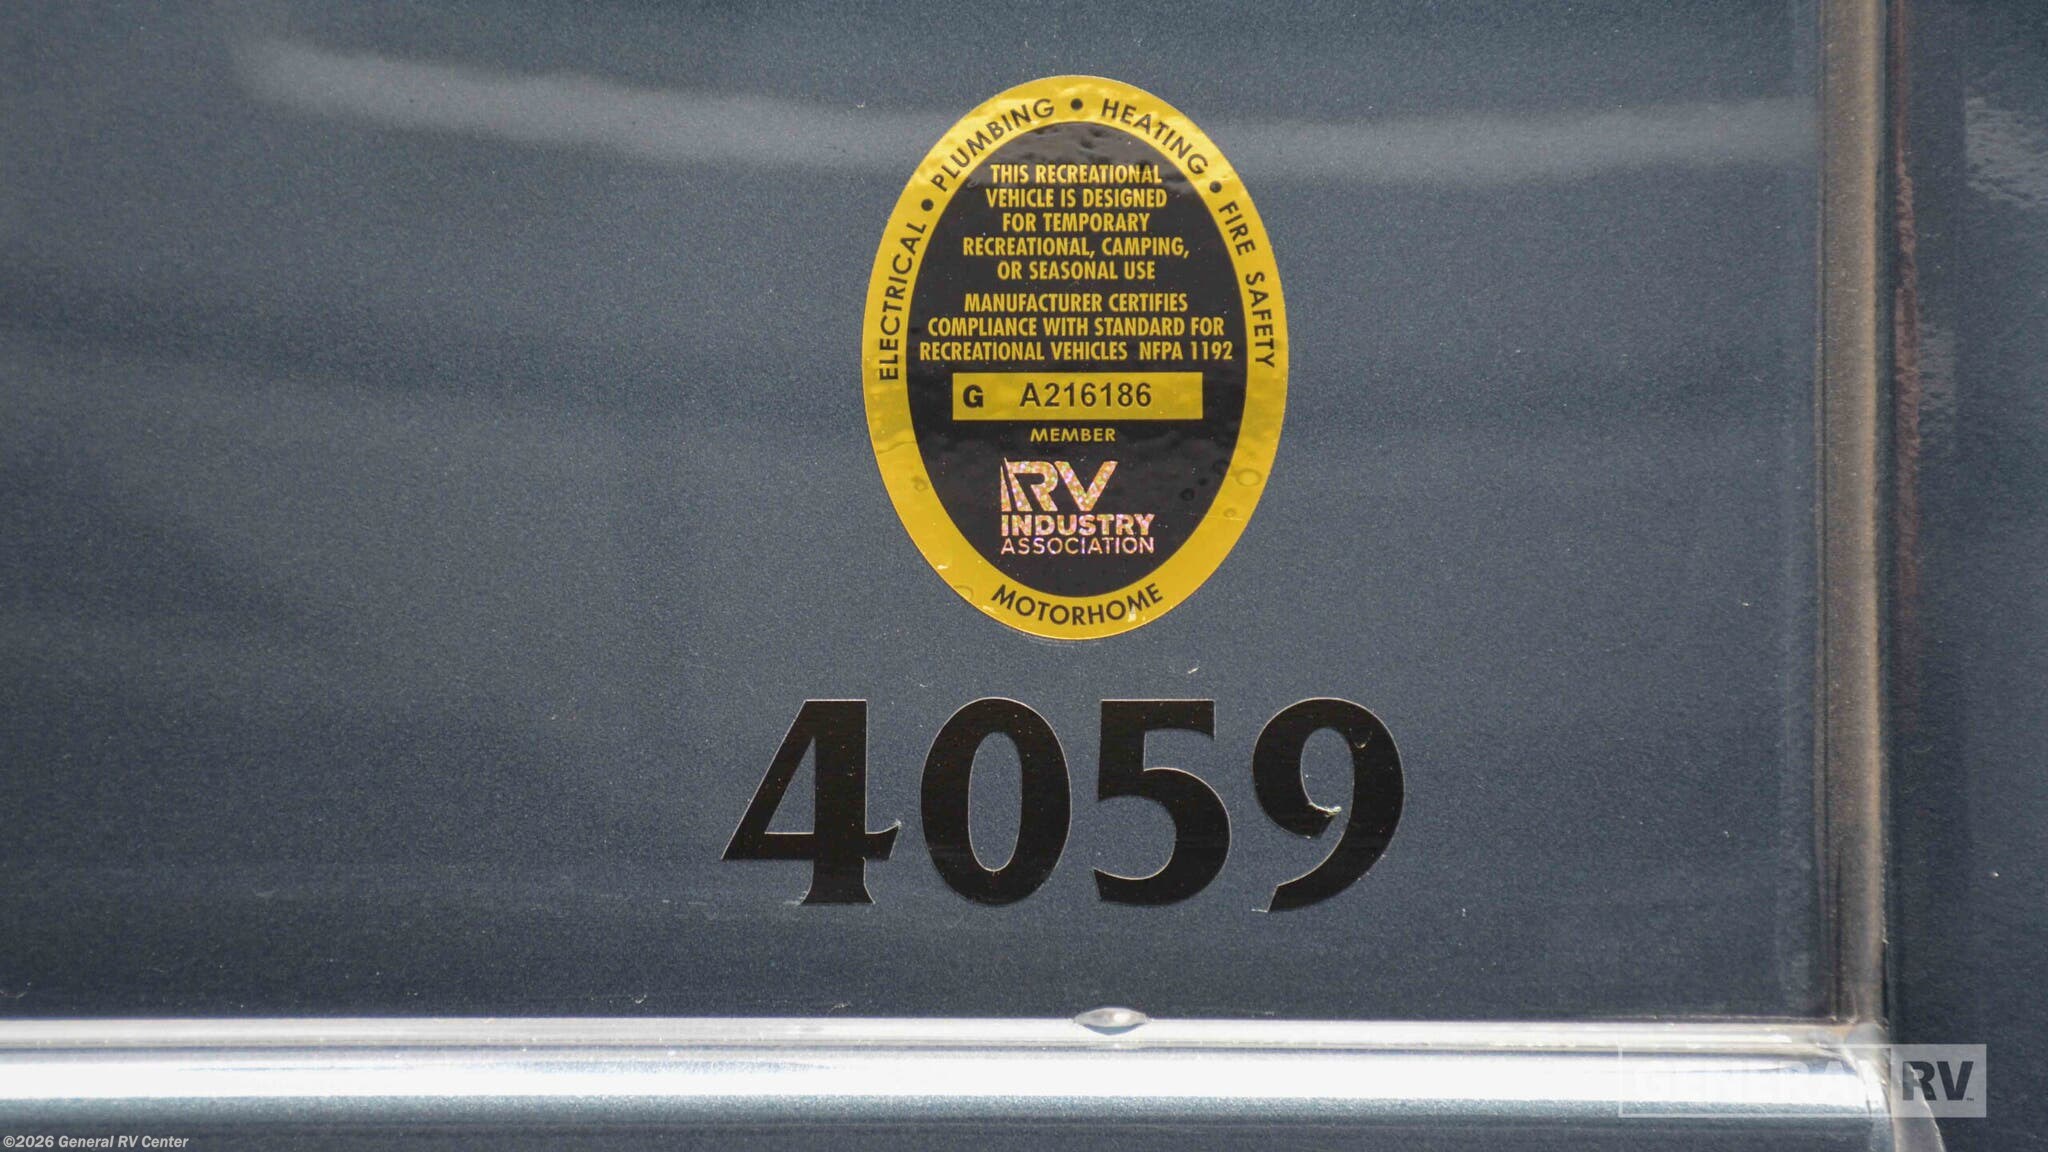 ELECTRICAL • PLUMBING • HEATING • FIRE SAFETY
THIS RECREATIONAL
VEHICLE IS DESIGNED
FOR TEMPORARY
RECREATIONAL, CAMPING,
OR SEASONAL USE
MANUFACTURER CERTIFIES
COMPLIANCE WITH STANDARD FOR
RECREATIONAL VEHICLES NFPA 1192
G A216186
MEMBER
RV
INDUSTRY
ASSOCIATION
MOTORHOME
4059
GENERAL RV
©2026 General RV Center